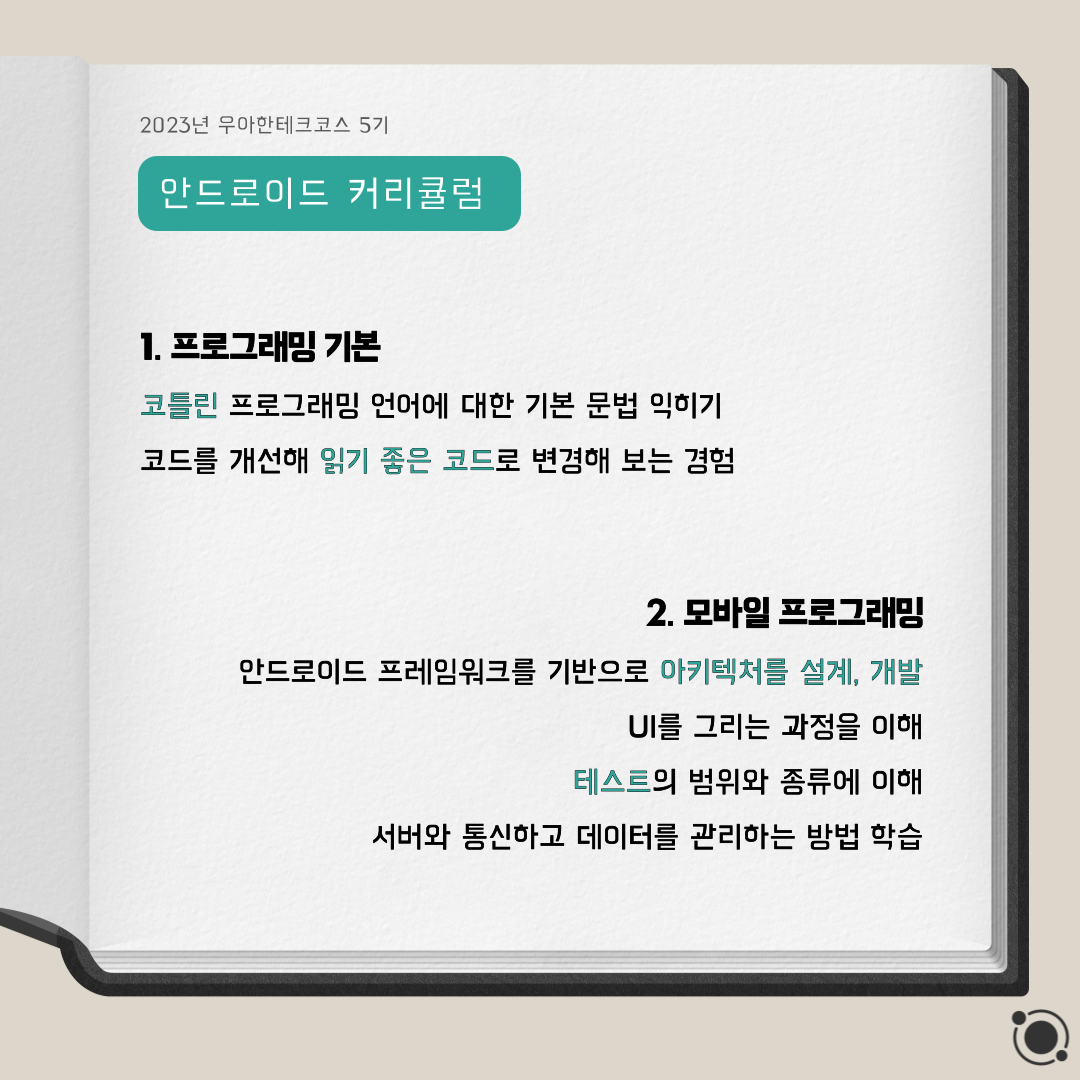 2023년 우아한테크코스 5기
안드로이드 커리큘럼
1. 프로그래밍 기본
코틀린 프로그래밍 언어에 대한 기본 문법 익히기
코드를 개선해 읽기 좋은 코드로 변경해 보는 경험
2. 모바일 프로그래밍
안드로이드 프레임워크를 기반으로 아키텍처를 설계, 개발
UI를 그리는 과정을 이해
테스트의 범위와 종류에 이해
서버와 통신하고 데이터를 관리하는 방법 학습